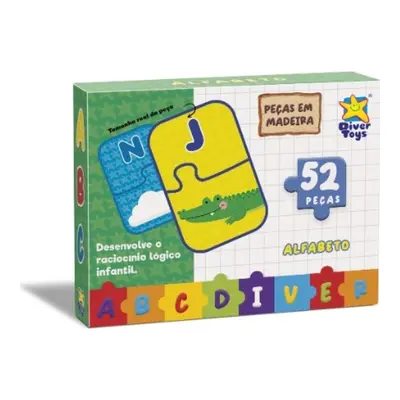 ALFABETO
Tamanho real da peça
N
J
PEÇAS EM
MADEIRA
Diver
Toys
52
PEÇAS
Desenvolve o
raciocínio lógico
infantil.
ALFABETO
A B C D I V E R
A
B
C